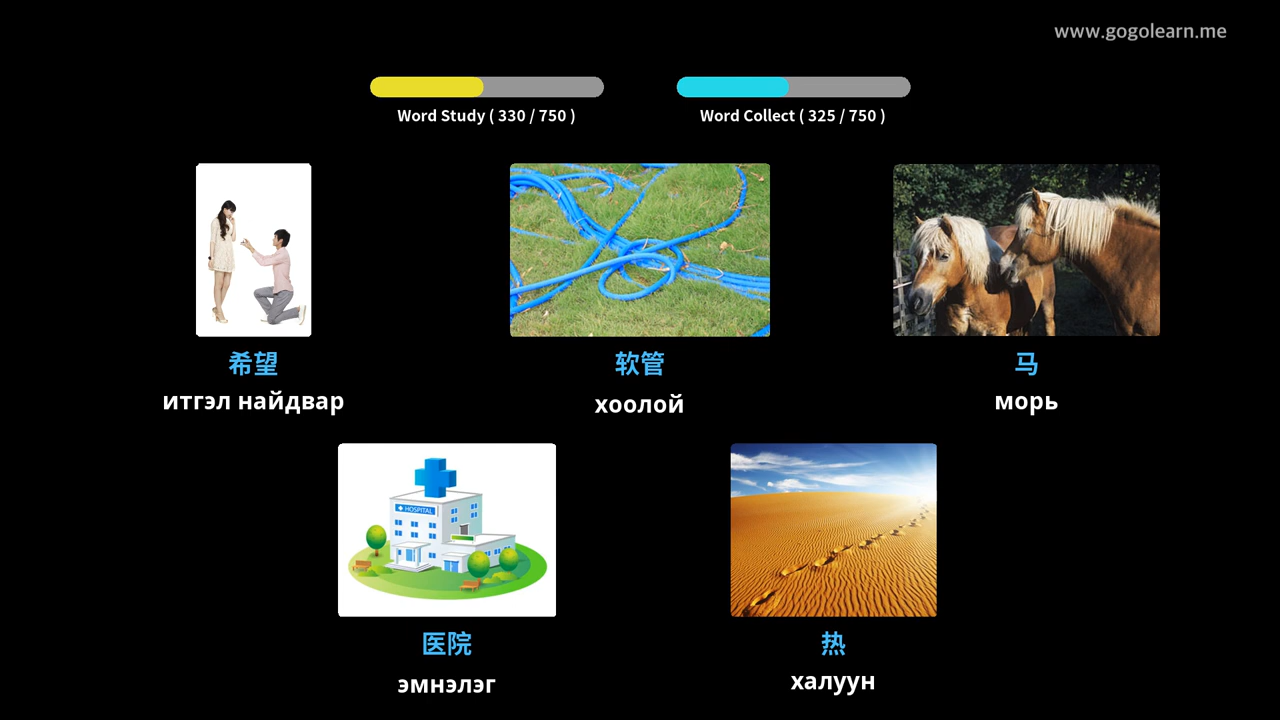 www.gogolearn.me
Word Study ( 330 / 750 )
Word Collect ( 325 / 750 )
希望
итгэл найдвар
软管
хоолой
马
морь
HOSPITAL
医院
эмнэлэг
热
халуун